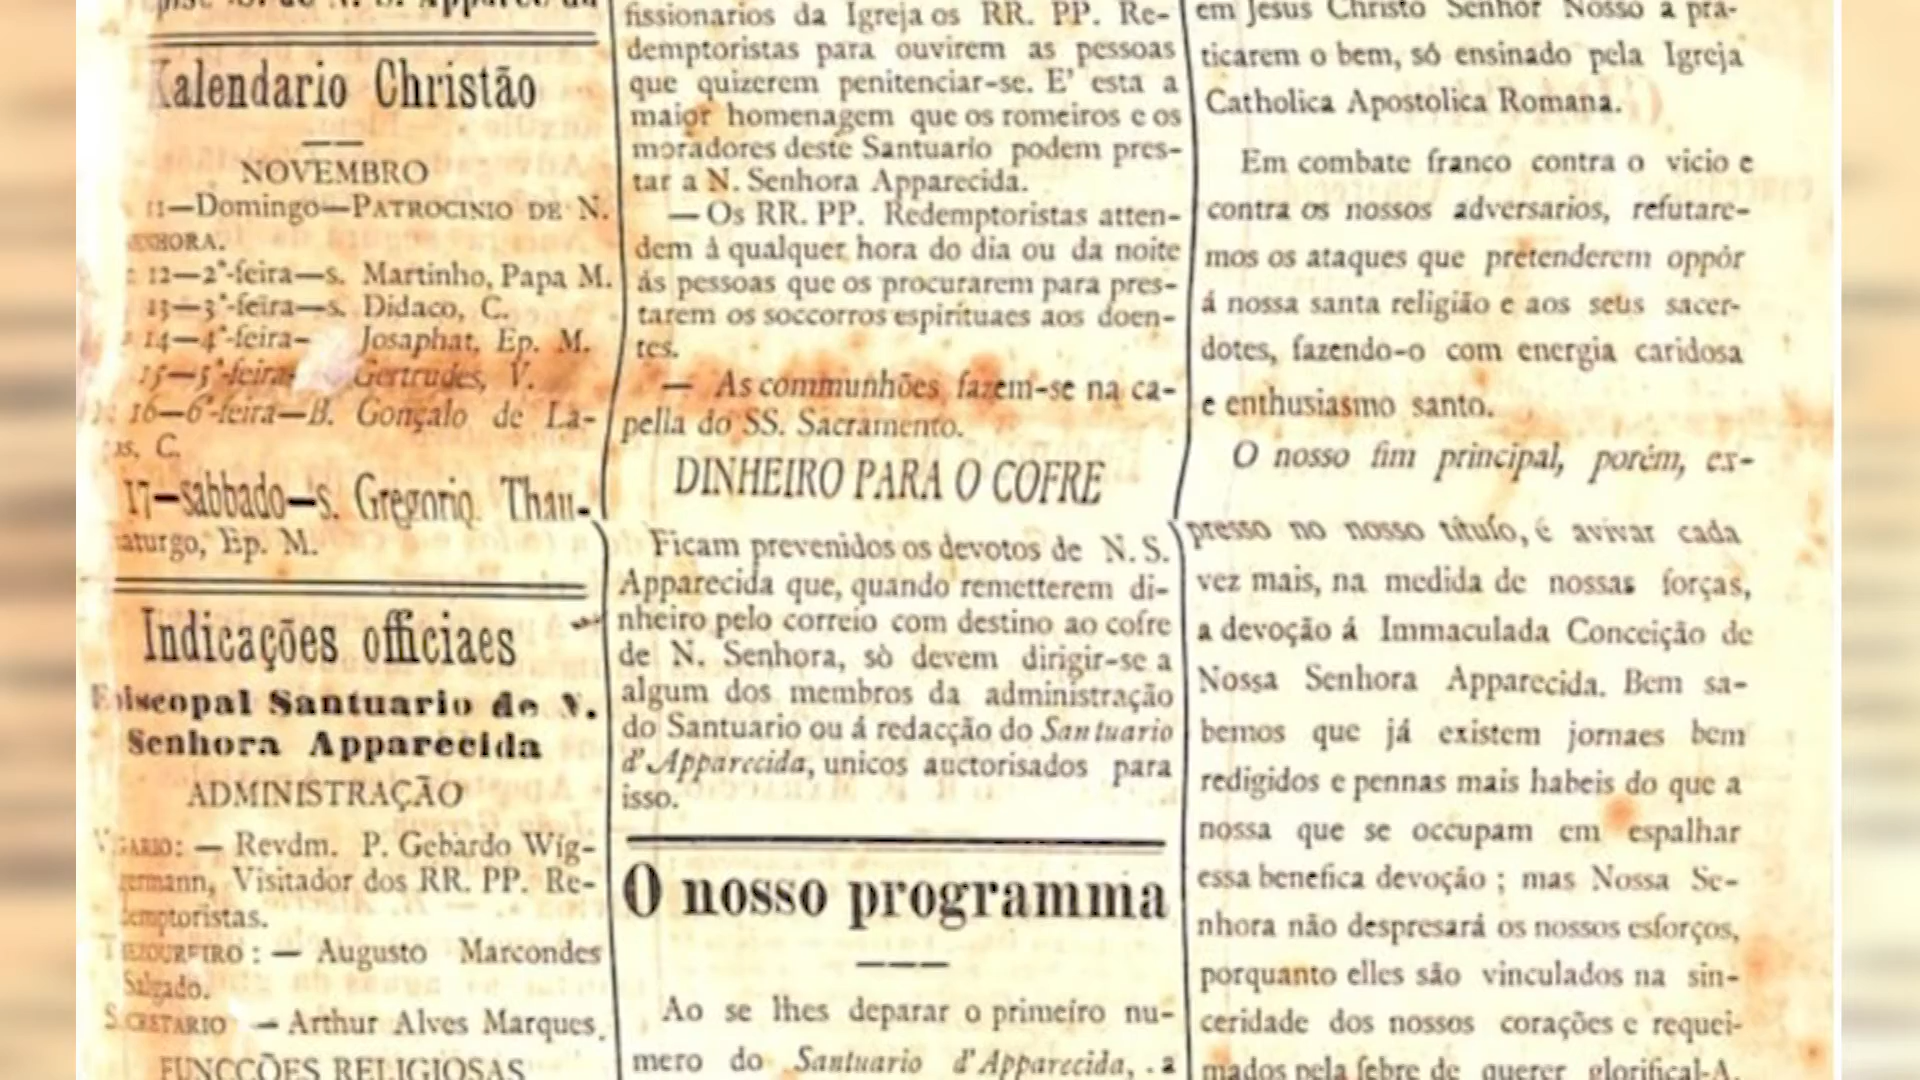 Kalendario Christão
NOVEMBRO
11—Domingo—PATROCINIO DE N.
12—2ª-feira—s. Martinho, Papa M.
13—3ª-feira—s. Didaco, C.
14—4ª-feira— Josaphat, Ep. M.
15—5ª-feira— Gertrudes, V.
16—6ª-feira—B. Gonçalo de La-
C.
17—sabbado—s. Gregorio Thau-
aturgo, Ep. M.
Indicações officiaes
Episcopal Santuario de N.
Senhora Apparecida
ADMINISTRAÇÃO
— Revdm. P. Gebardo Wig-
germann, Visitador dos RR. PP. Re-
demptoristas.
TEZOUREIRO: — Augusto Marcondes
Salgado.
SECRETARIO — Arthur Alves Marques.
FUNCÇÕES RELIGIOSAS
fissionarios da Igreja os RR. PP. Re-
demptoristas para ouvirem as pessoas
que quizerem penitenciar-se. E' esta a
maior homenagem que os romeiros e os
moradores deste Santuario podem pres-
tar a N. Senhora Apparecida.
— Os RR. PP. Redemptoristas atten-
dem à qualquer hora do dia ou da noite
ás pessoas que os procurarem para pres-
tarem os soccorros espirituaes aos doen-
tes.
— As communhões fazem-se na ca-
pella do SS. Sacramento.
DINHEIRO PARA O COFRE
Ficam prevenidos os devotos de N. S.
Apparecida que, quando remetterem di-
nheiro pelo correio com destino ao cofre
de N. Senhora, sò devem dirigir-se a
algum dos membros da administração
do Santuario ou á redacção do Santuario
d'Apparecida, unicos auctorisados para
isso.
O nosso programma
Ao se lhes deparar o primeiro nu-
mero do Santuario d'Apparecida, a
em Jesus Christo Senhor Nosso a pra-
ticarem o bem, só ensinado pela Igreja
Catholica Apostolica Romana.
Em combate franco contra o vicio e
contra os nossos adversarios, refutare-
mos os ataques que pretenderem oppôr
á nossa santa religião e aos seus sacer-
dotes, fazendo-o com energia caridosa
e enthusiasmo santo.
O nosso fim principal, porém, ex-
presso no nosso titulo, é avivar cada
vez mais, na medida de nossas forças,
a devoção á Immaculada Conceição de
Nossa Senhora Apparecida. Bem sa-
bemos que já existem jornaes bem
redigidos e pennas mais habeis do que a
nossa que se occupam em espalhar
essa benefica devoção ; mas Nossa Se-
nhora não despresará os nossos esforços,
porquanto elles são vinculados na sin-
ceridade dos nossos corações e requei-
mados pela febre de querer glorifical-A.